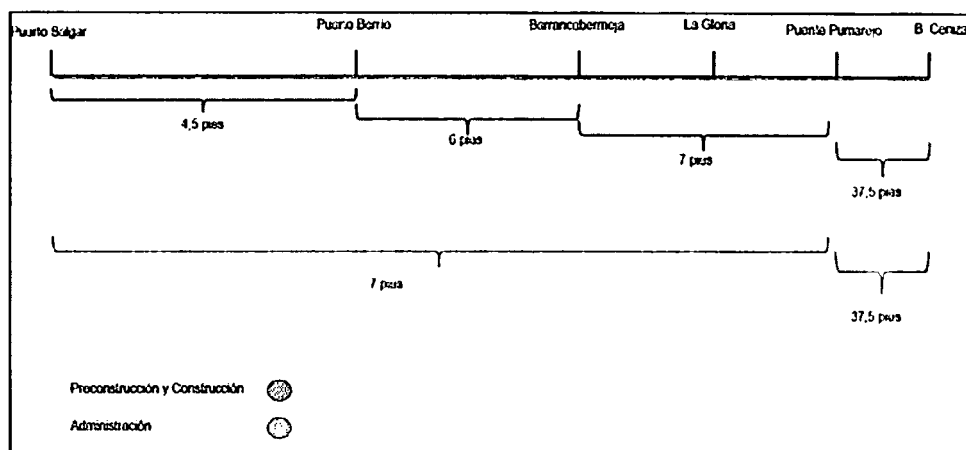 Puerto Salgar
Puerto Berrio
Barrancabermeja
La Gloria
Puente Pumarejo
B. Ceniza
4,5 pies
6 pies
7 pies
37,5 pies
7 pies
37,5 pies
Preconstrucción y Construcción
Administración